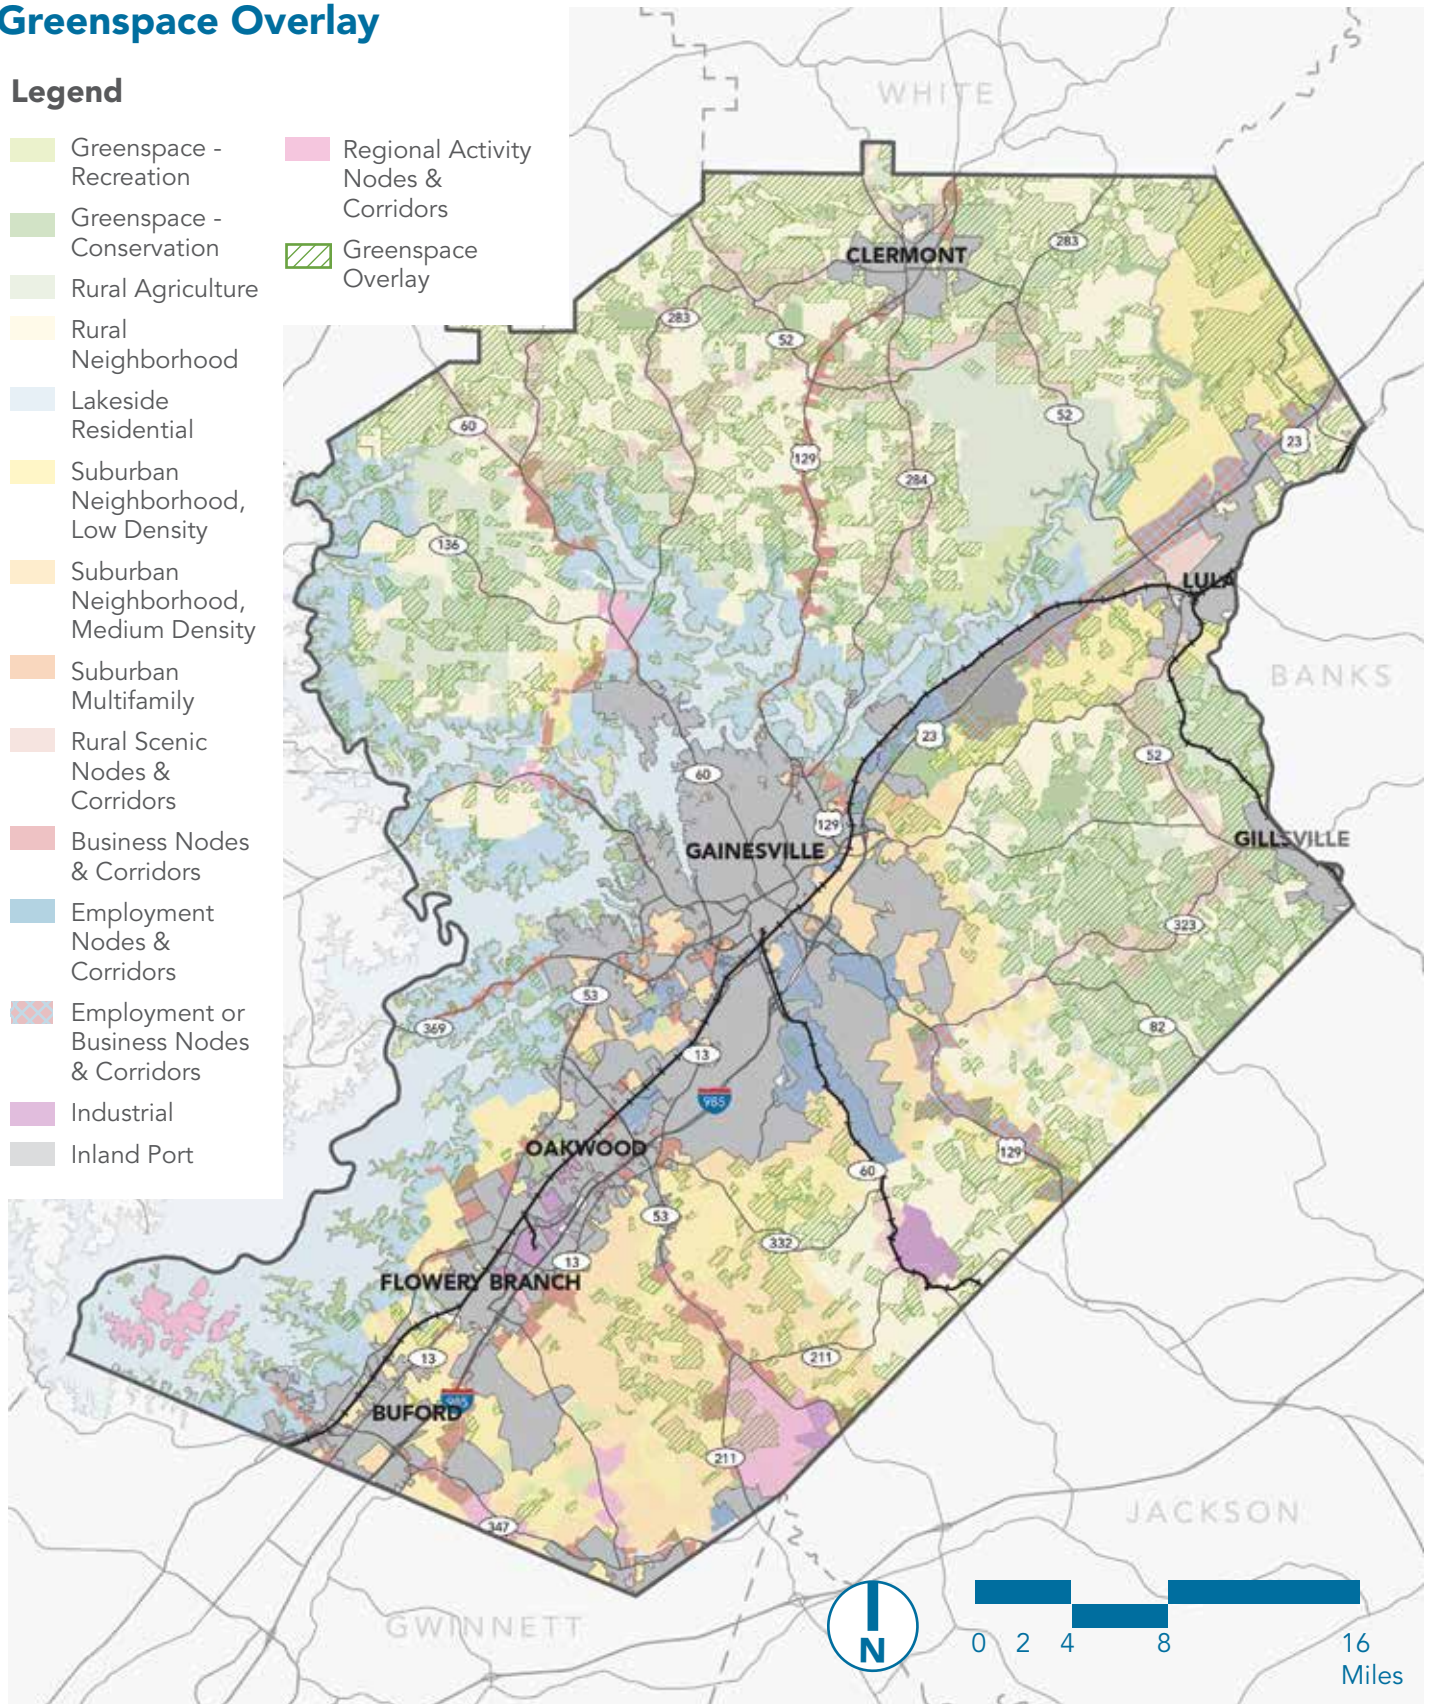 Greenspace Overlay
Legend
Greenspace -
Recreation
Greenspace -
Conservation
Rural Agriculture
Rural
Neighborhood
Lakeside
Residential
Suburban
Neighborhood,
Low Density
Suburban
Neighborhood,
Medium Density
Suburban
Multifamily
Rural Scenic
Nodes &
Corridors
Business Nodes
& Corridors
Employment
Nodes &
Corridors
Employment or
Business Nodes
& Corridors
Industrial
Inland Port
Regional Activity
Nodes &
Corridors
Greenspace
Overlay
WHITE
283
CLERMONT
283
52
60
52
129
23
284
136
LULA
BANKS
23
52
60
129
GILLSVILLE
GAINESVILLE
323
53
369
82
13
985
OAKWOOD
129
60
53
332
13
FLOWERY BRANCH
13
211
985
BUFORD
211
JACKSON
347
GWINNETT
N
0 2 4 8 16
Miles